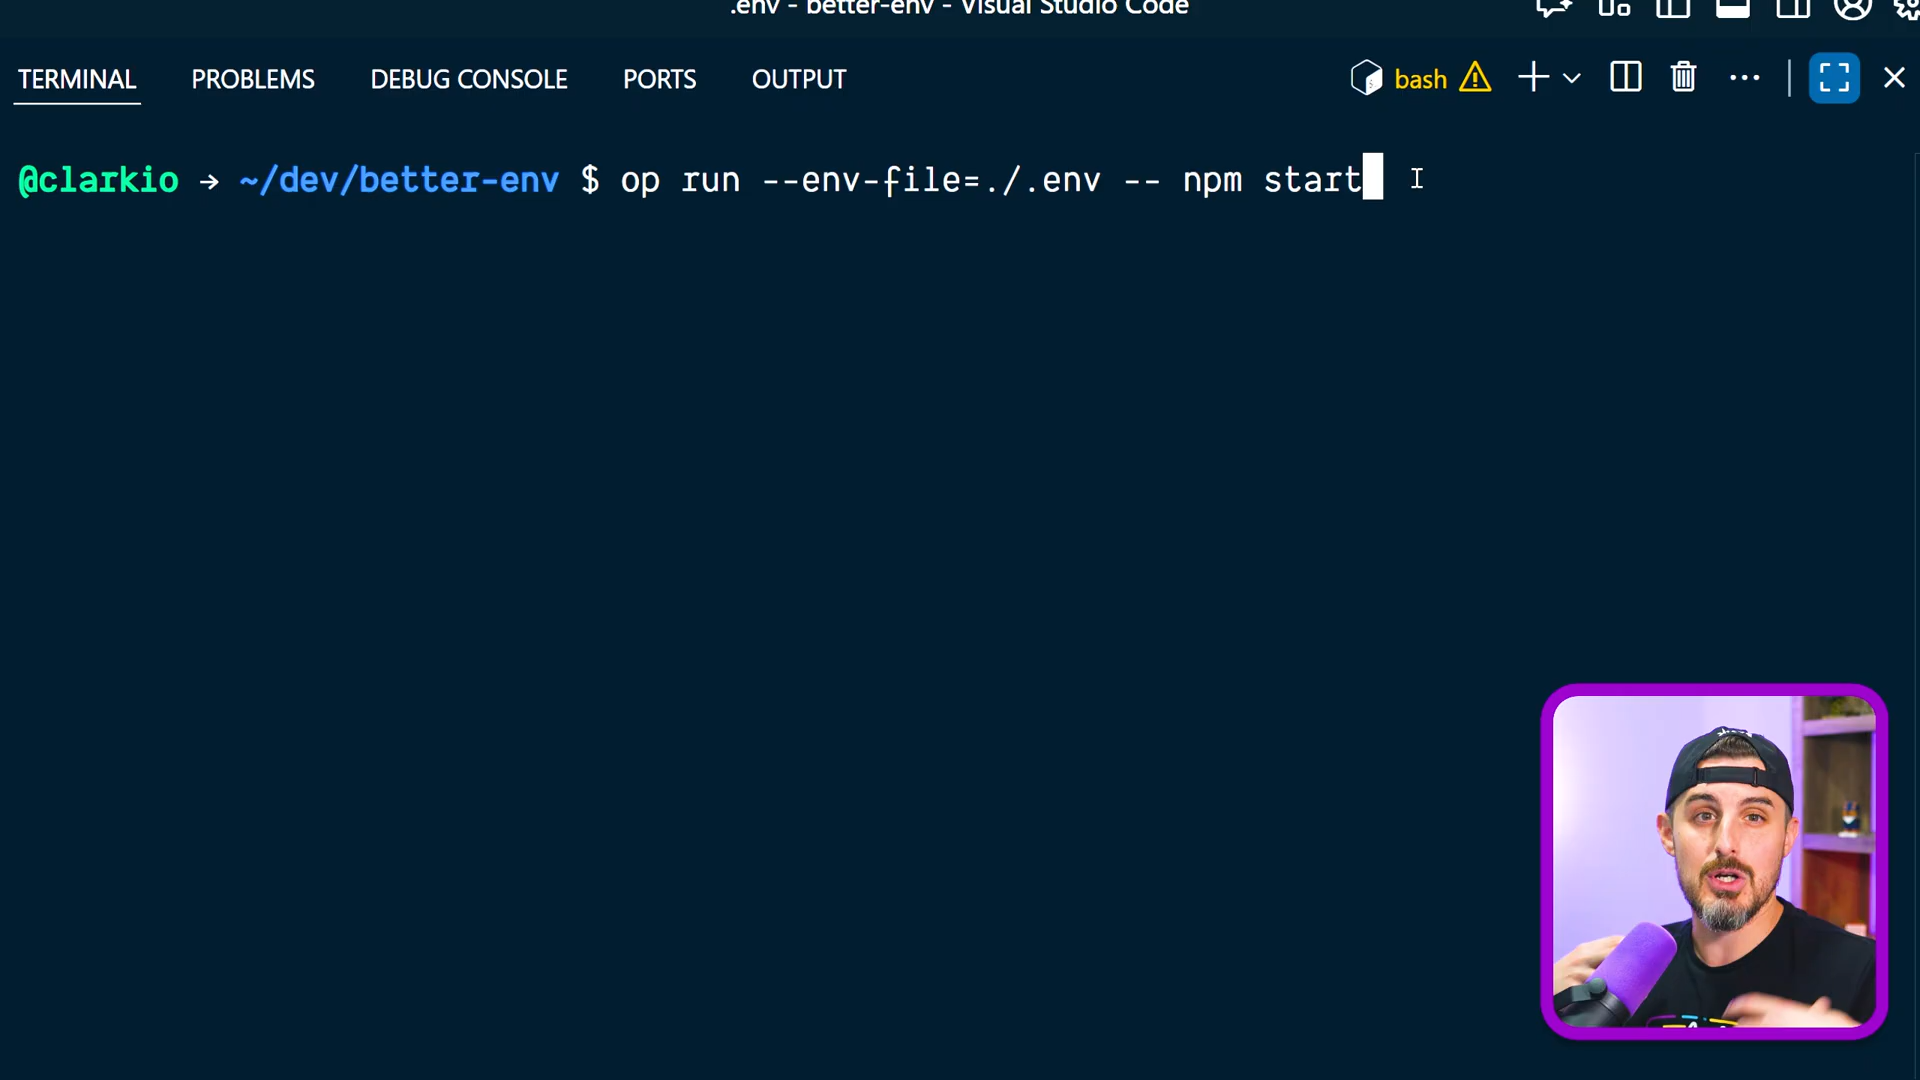 .env - better-env - Visual Studio Code
TERMINAL PROBLEMS DEBUG CONSOLE PORTS OUTPUT bash
@clarkio → ~/dev/better-env $ op run --env-file=./.env -- npm start